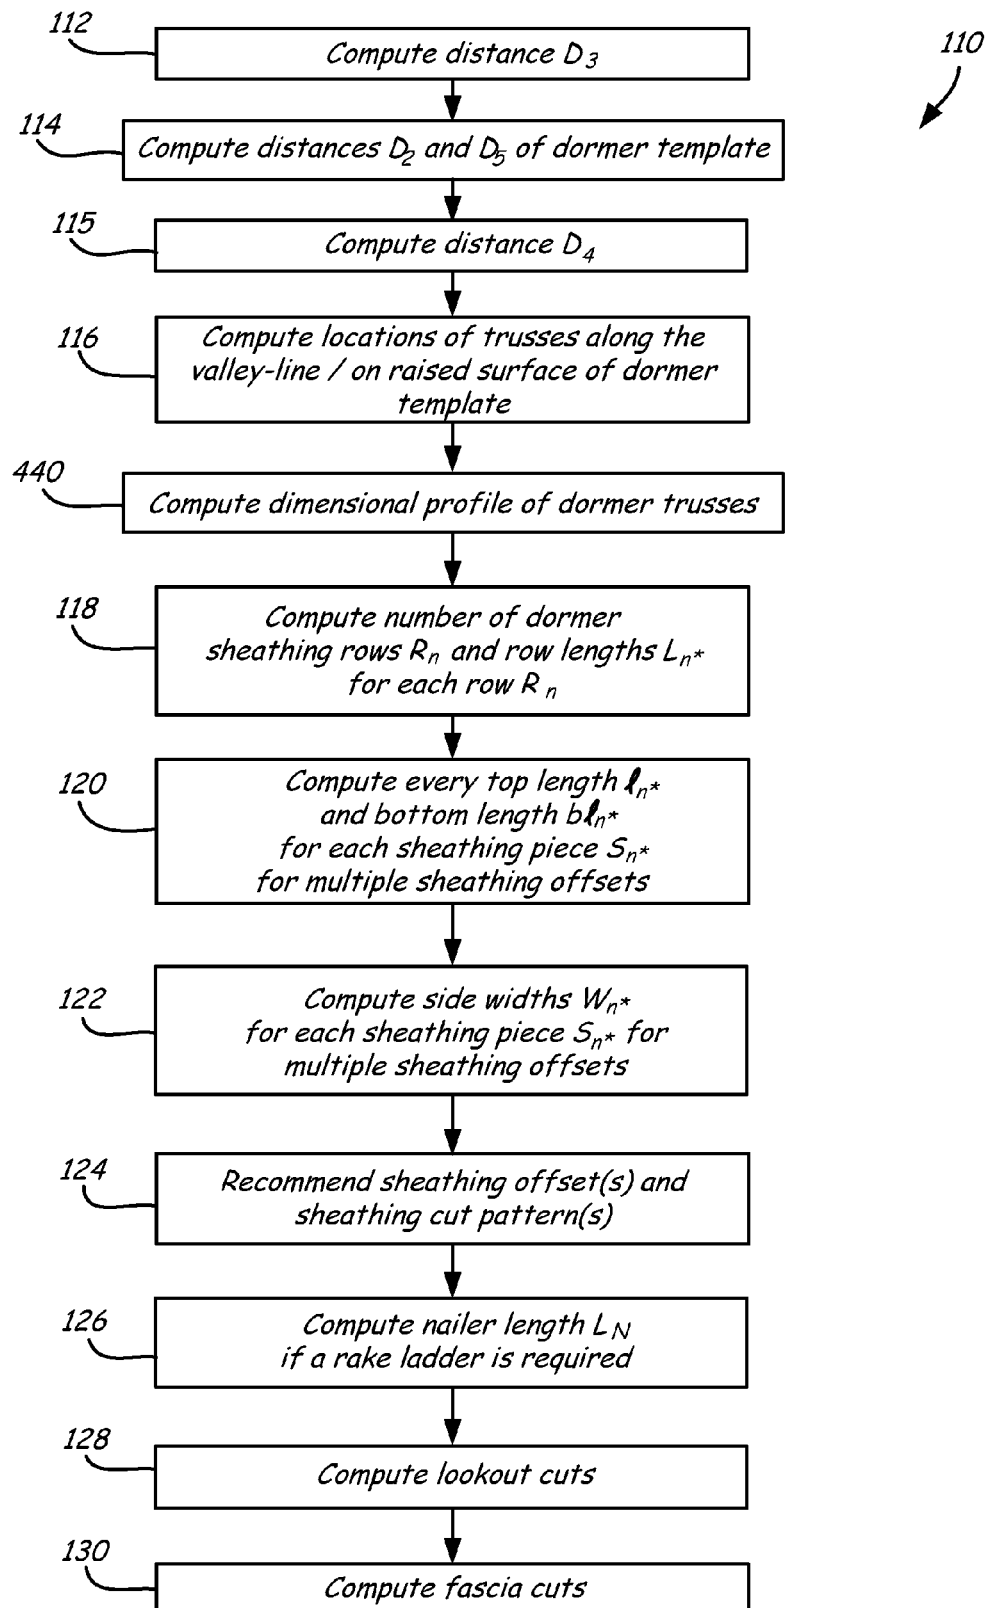 112
Compute distance D3
110
114
Compute distances D2 and D5 of dormer template
115
Compute distance D4
116
Compute locations of trusses along the
valley-line / on raised surface of dormer
template
440
Compute dimensional profile of dormer trusses
118
Compute number of dormer
sheathing rows Rn and row lengths Ln*
for each row Rn
120
Compute every top length ℓn*
and bottom length bℓn*
for each sheathing piece Sn*
for multiple sheathing offsets
122
Compute side widths Wn*
for each sheathing piece Sn* for
multiple sheathing offsets
124
Recommend sheathing offset(s) and
sheathing cut pattern(s)
126
Compute nailer length LN
if a rake ladder is required
128
Compute lookout cuts
130
Compute fascia cuts